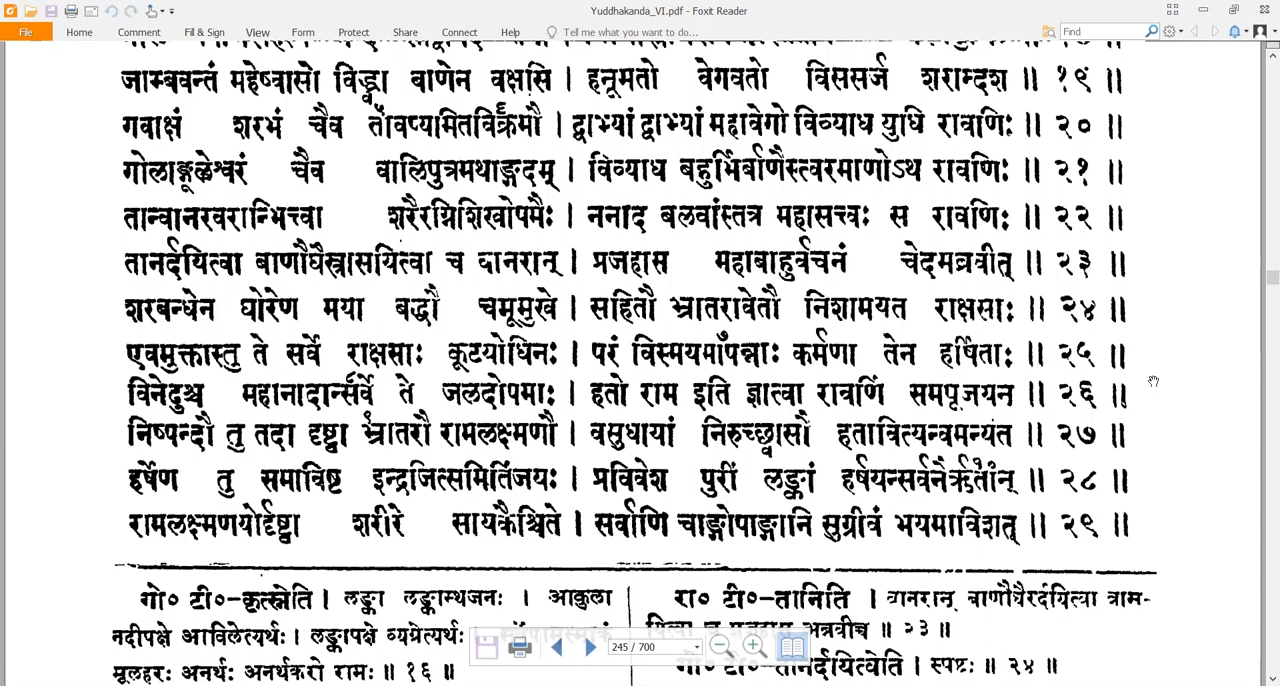 Yuddhakanda_VI.pdf - Foxit Reader
File Home Comment Fill & Sign View Form Protect Share Connect Help Tell me what you want to do... Find
जाम्बवन्तं महेष्वासो विद्ध्वा बाणेन वक्षसि । हनूमतो वेगवतो विससर्ज शरान्दश ॥ १९ ॥
गवाक्षं शरभं चैव तावप्यमितविक्रमौ । द्वाभ्यां द्वाभ्यां महावेगो विव्याध युधि रावणिः ॥ २० ॥
गोलाङ्गूलेश्वरं चैव वालिपुत्रमथाङ्गदम् । विव्याध बहुभिर्बाणैस्त्वरमाणोऽथ रावणिः ॥ २१ ॥
तान्वानरवरान्भित्त्वा शरैरग्निशिखोपमैः । ननाद बलवांस्तत्र महासत्त्वः स रावणिः ॥ २२ ॥
तानर्दयित्वा बाणौघैस्त्रासयित्वा च वानरान् । प्रजहास महाबाहुर्वचनं चेदमब्रवीत् ॥ २३ ॥
शरबन्धेन घोरेण मया बद्धौ चमूमुखे । सहितौ भ्रातरावेतौ निशामयत राक्षसाः ॥ २४ ॥
एवमुक्तास्तु ते सर्वे राक्षसाः कूटयोधिनः । परं विस्मयमापन्नाः कर्मणा तेन हर्षिताः ॥ २५ ॥
विनेदुश्च महानादान्सर्वे ते जलदोपमाः । हतो राम इति ज्ञात्वा रावणिं समपूजयन ॥ २६ ॥
निष्पन्दौ तु तदा दृष्ट्वा भ्रातरौ रामलक्ष्मणौ । वसुधायां निरुच्छ्वासौ हतावित्यन्वमन्यत ॥ २७ ॥
हर्षेण तु समाविष्ट इन्द्रजित्समितिंजयः । प्रविवेश पुरीं लङ्कां हर्षयन्सर्वनैर्ऋतान् ॥ २८ ॥
रामलक्ष्मणयोर्दृष्ट्वा शरीरे सायकैश्चिते । सर्वाणि चाङ्गोपाङ्गानि सुग्रीवं भयमाविशत् ॥ २९ ॥
गो० टी०-कृत्स्नेति । लङ्का लङ्कास्थजनः । आकुला
नदीपक्षे आविलेत्यर्थः । लङ्कापक्षे व्यग्रेत्यर्थः
मूलहरः अनर्थः अनर्थकरो रामः ॥ १६ ॥
रा० टी०-तानिति । वानरान् बाणौघैरर्दयित्वा त्रास-
यित्वा च प्रजहास अब्रवीच्च ॥ २३ ॥
गो० टी०-तानर्दयित्वेति । स्पष्टः ॥ २४ ॥
245 / 700